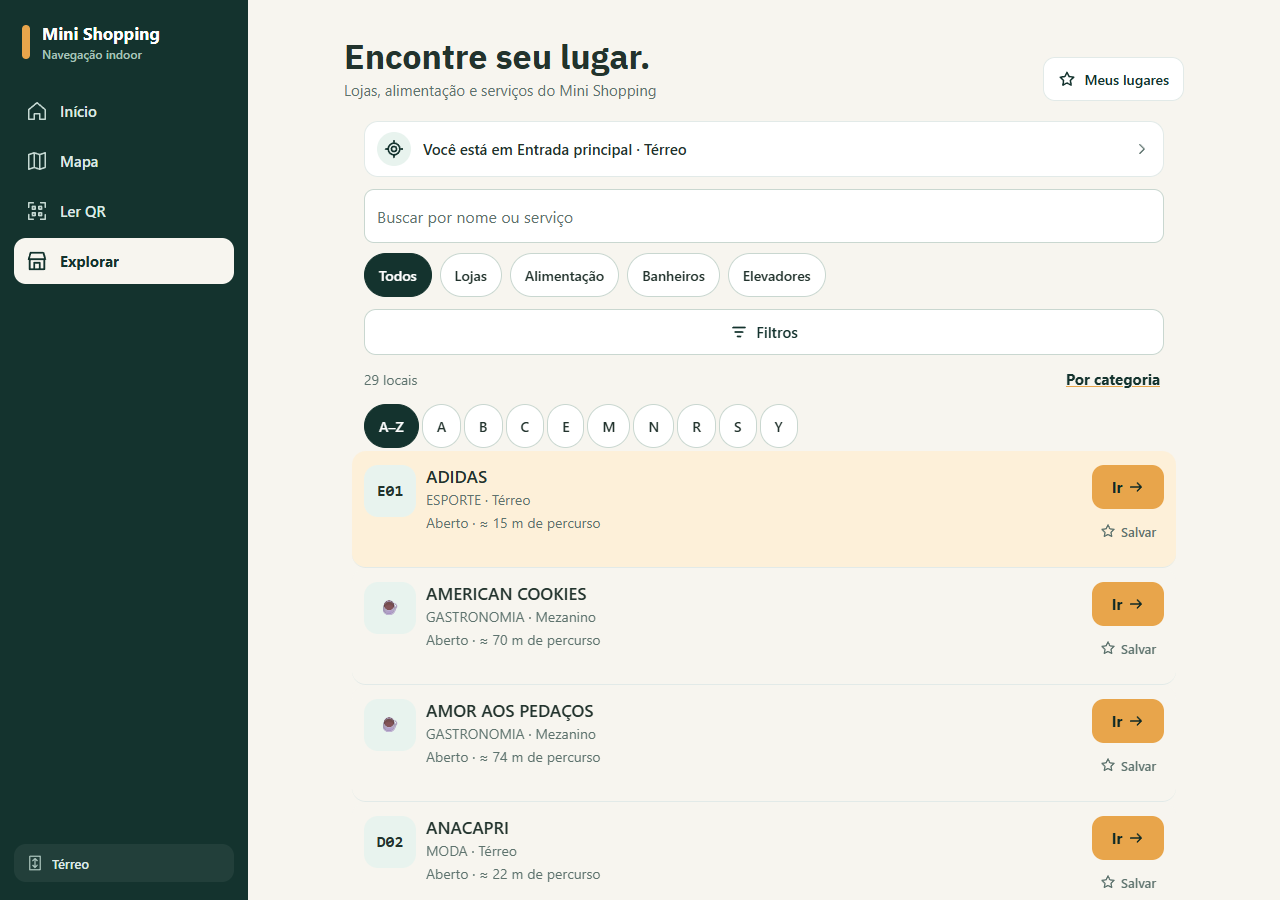 Mini Shopping
Navegação indoor
Início
Mapa
Ler QR
Explorar
Térreo
Encontre seu lugar.
Lojas, alimentação e serviços do Mini Shopping
Meus lugares
Você está em Entrada principal · Térreo
Buscar por nome ou serviço
Todos
Lojas
Alimentação
Banheiros
Elevadores
Filtros
29 locais
Por categoria
A–Z
A
B
C
E
M
N
R
S
Y
E01
ADIDAS
ESPORTE · Térreo
Aberto · ≈ 15 m de percurso
Ir →
Salvar
AMERICAN COOKIES
GASTRONOMIA · Mezanino
Aberto · ≈ 70 m de percurso
Ir →
Salvar
AMOR AOS PEDAÇOS
GASTRONOMIA · Mezanino
Aberto · ≈ 74 m de percurso
Ir →
Salvar
D02
ANACAPRI
MODA · Térreo
Aberto · ≈ 22 m de percurso
Ir →
Salvar